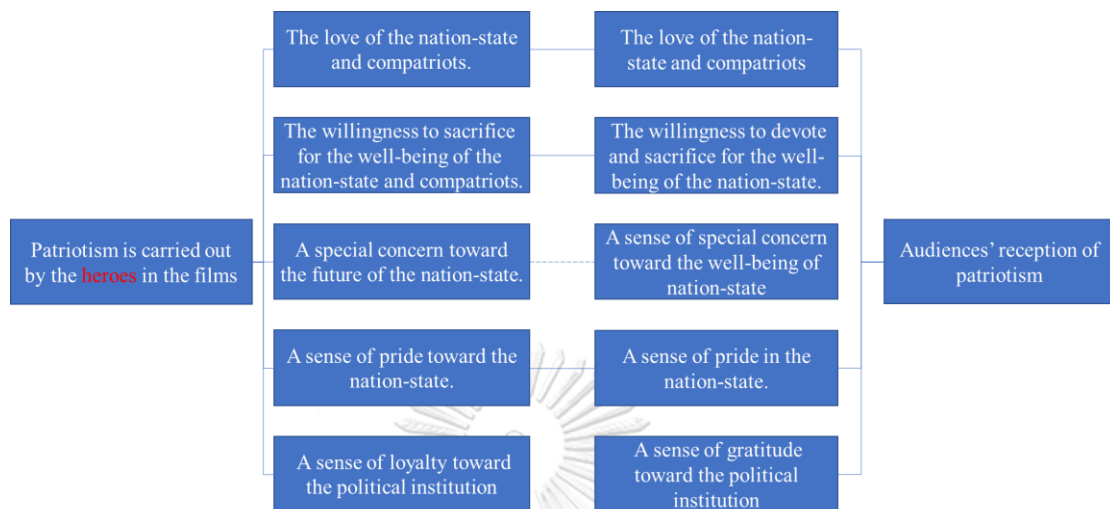 The love of the nation-state
and compatriots.
The love of the nation-
state and compatriots
The willingness to sacrifice
for the well-being of the
nation-state and compatriots.
The willingness to devote
and sacrifice for the well-
being of the nation-state.
Patriotism is carried out
by the heroes in the films
A special concern toward
the future of the nation-state.
A sense of special concern
toward the well-being of
nation-state
Audiences’ reception of
patriotism
A sense of pride toward the
nation-state.
A sense of pride in the
nation-state.
A sense of loyalty toward
the political institution
A sense of gratitude
toward the political
institution